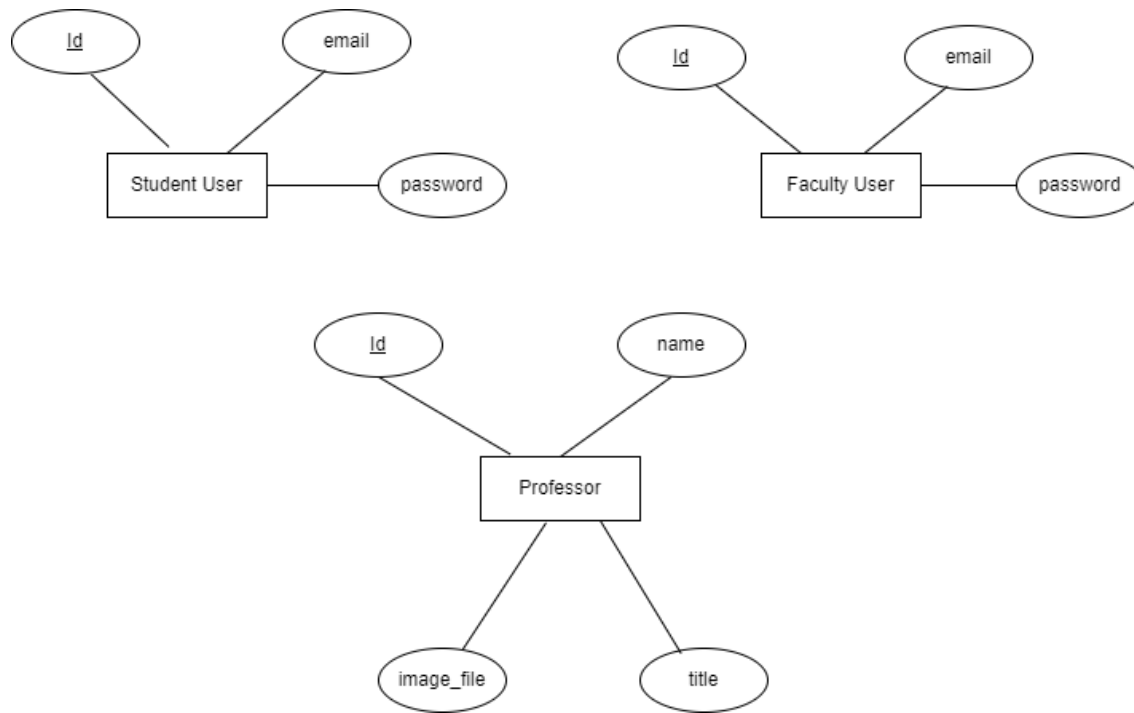 Id
email
Student User
password
Id
email
Faculty User
password
Id
name
Professor
image_file
title